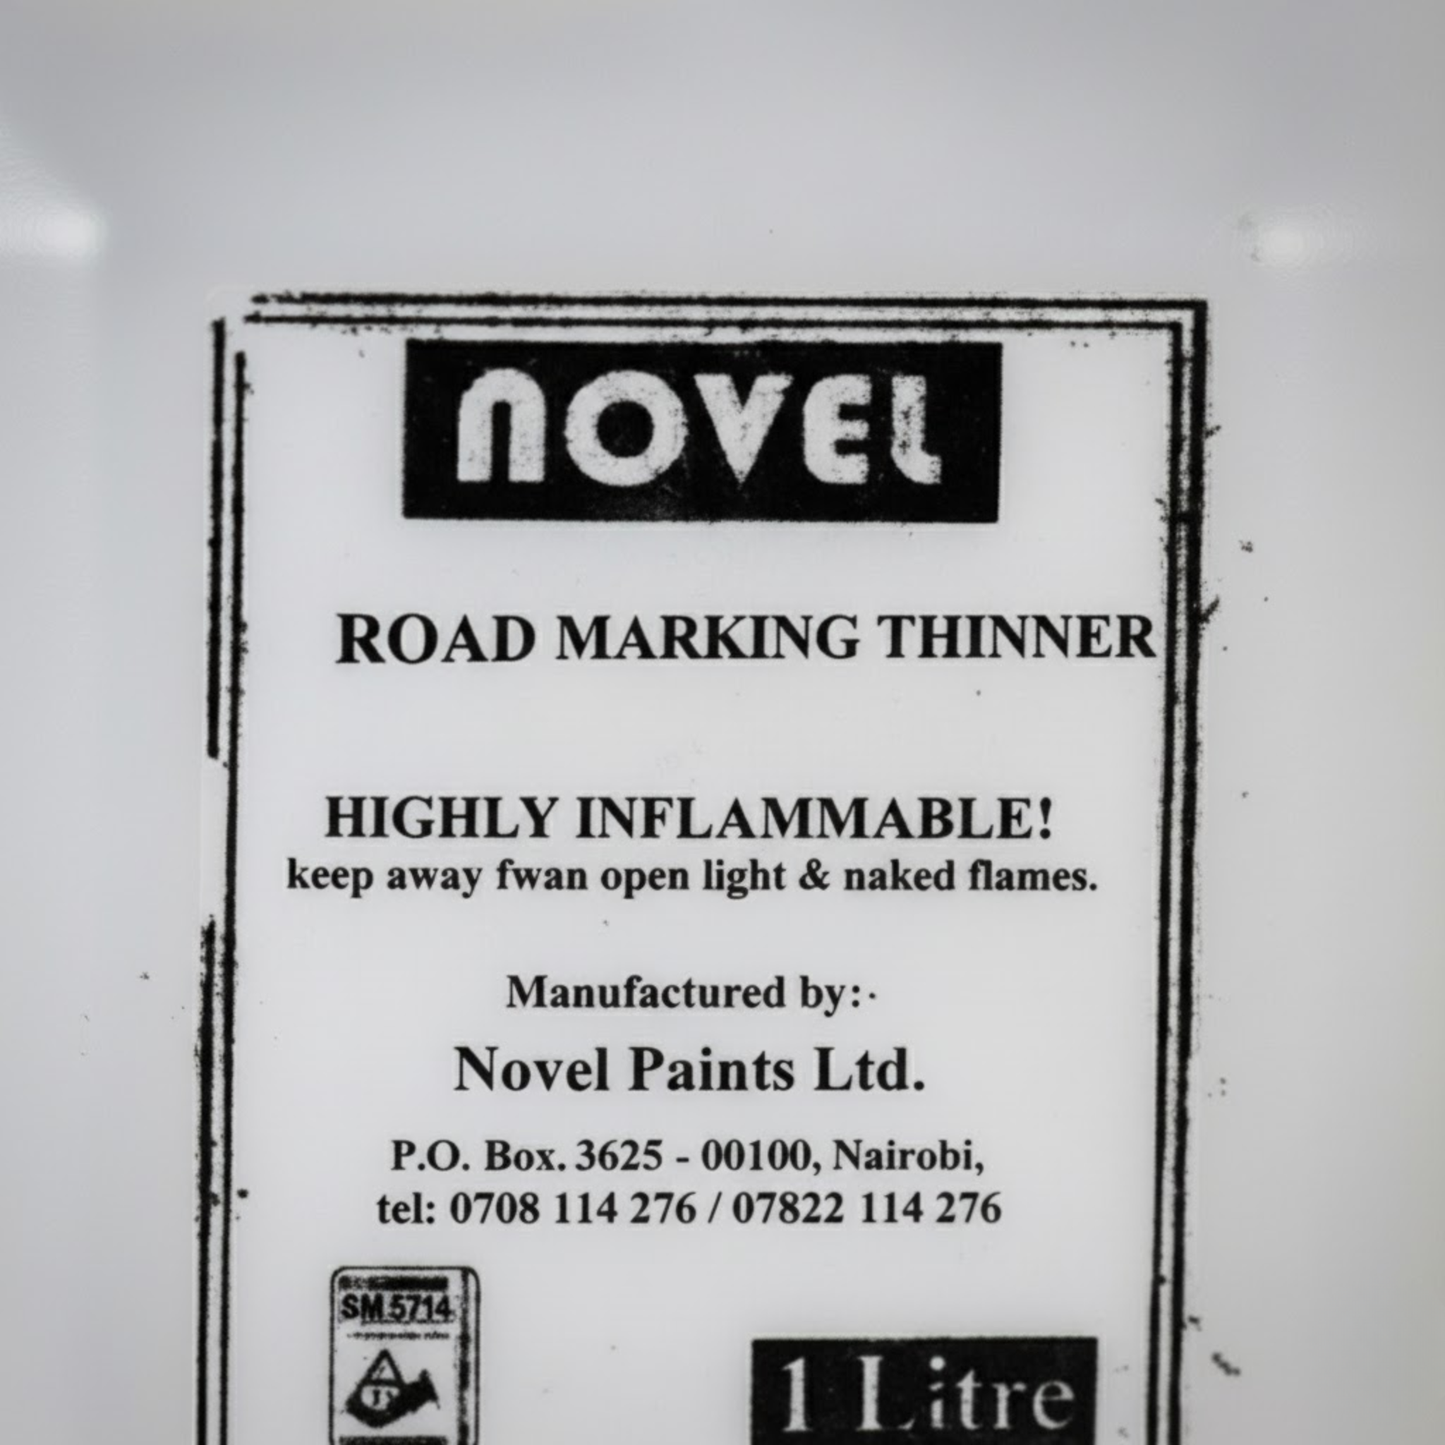 NOVEL
ROAD MARKING THINNER
HIGHLY INFLAMMABLE!
keep away fwan open light & naked flames.
Manufactured by:·
Novel Paints Ltd.
P.O. Box. 3625 - 00100, Nairobi,
tel: 0708 114 276 / 07822 114 276
SM 5714
1 Litre